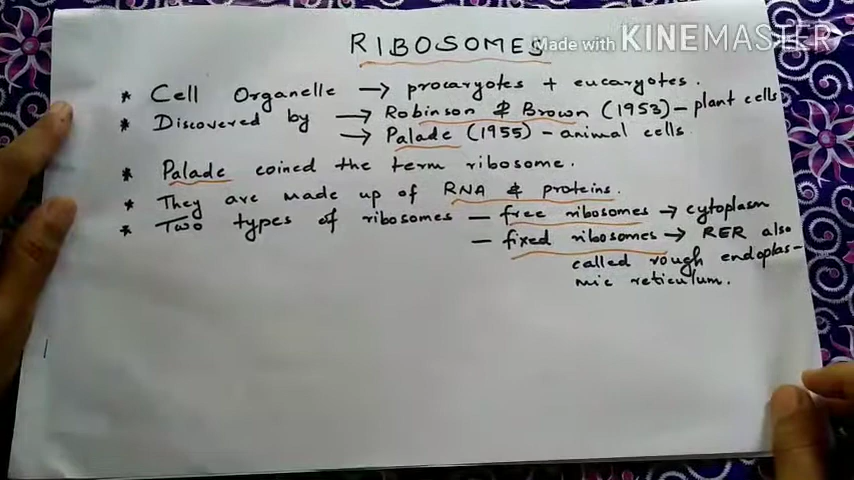 RIBOSOMES
Made with KINEMASTER
* Cell Organelle → procaryotes + eucaryotes.
* Discovered by → Robinson & Brown (1953) - plant cells
→ Palade (1955) - animal cells
* Palade coined the term ribosome.
* They are made up of RNA & proteins.
* Two types of ribosomes - free ribosomes → cytoplasm
- fixed ribosomes → RER also
called rough endoplas-
mic reticulum.